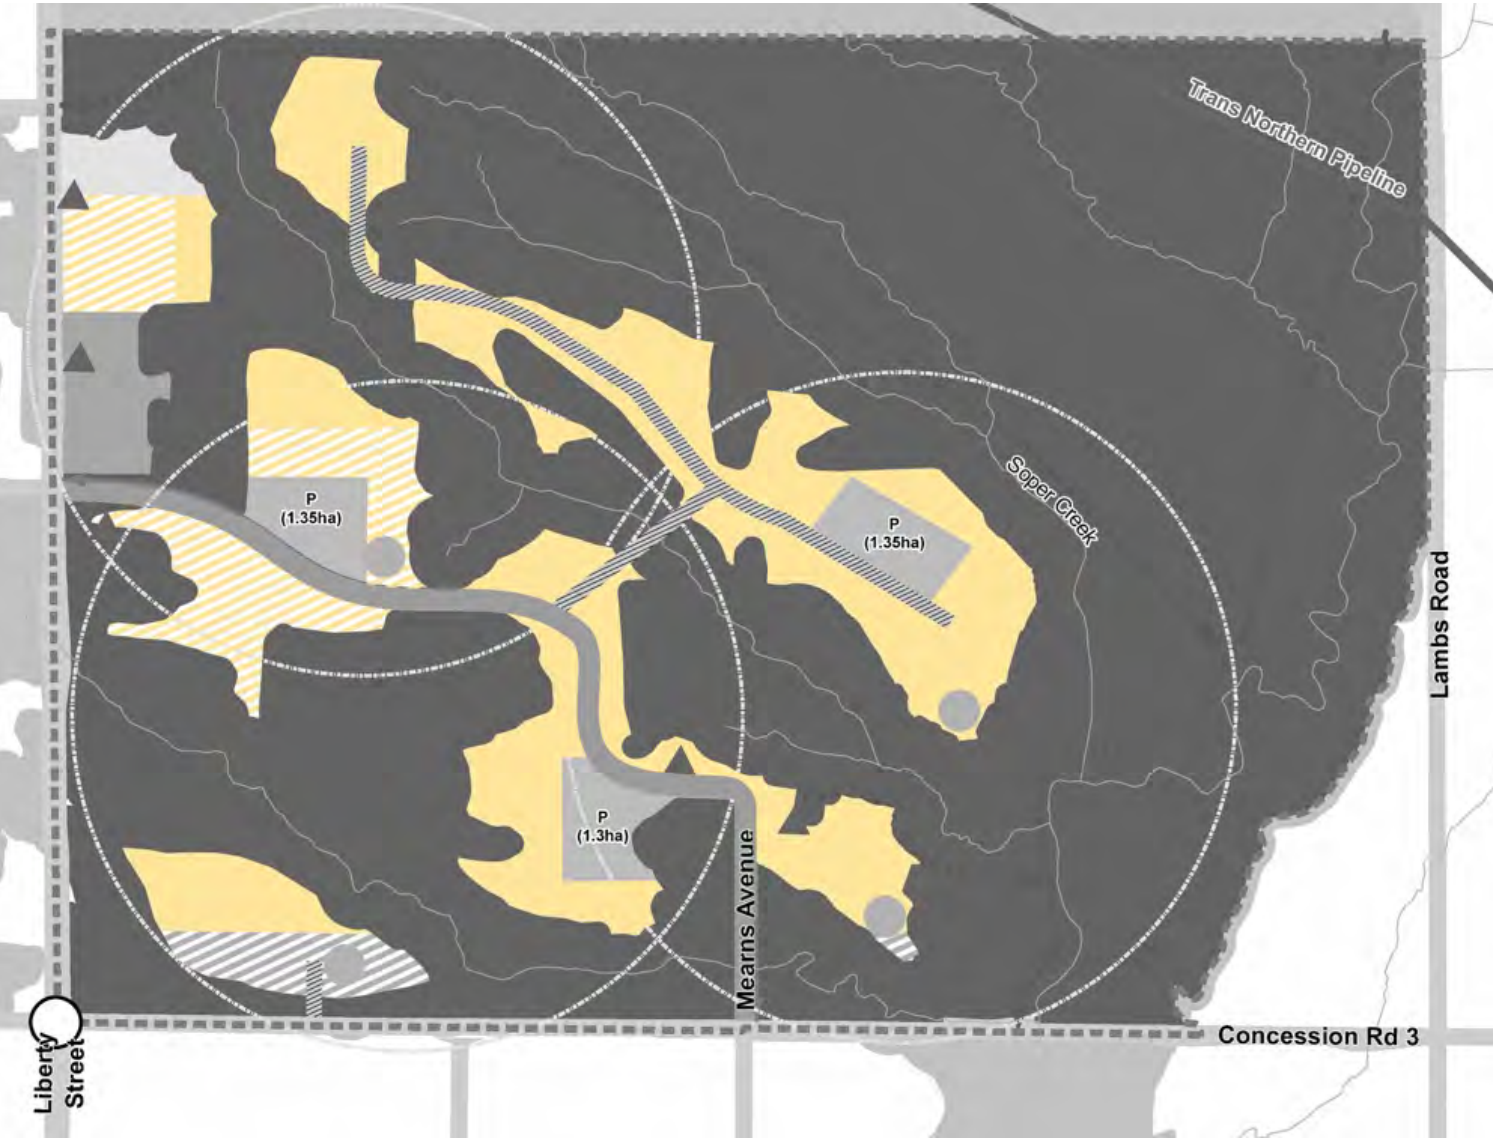 Trans Northern Pipeline
Soper Creek
P
(1.35ha)
P
(1.35ha)
P
(1.3ha)
Lambs Road
Mearns Avenue
Concession Rd 3
Liberty
Street